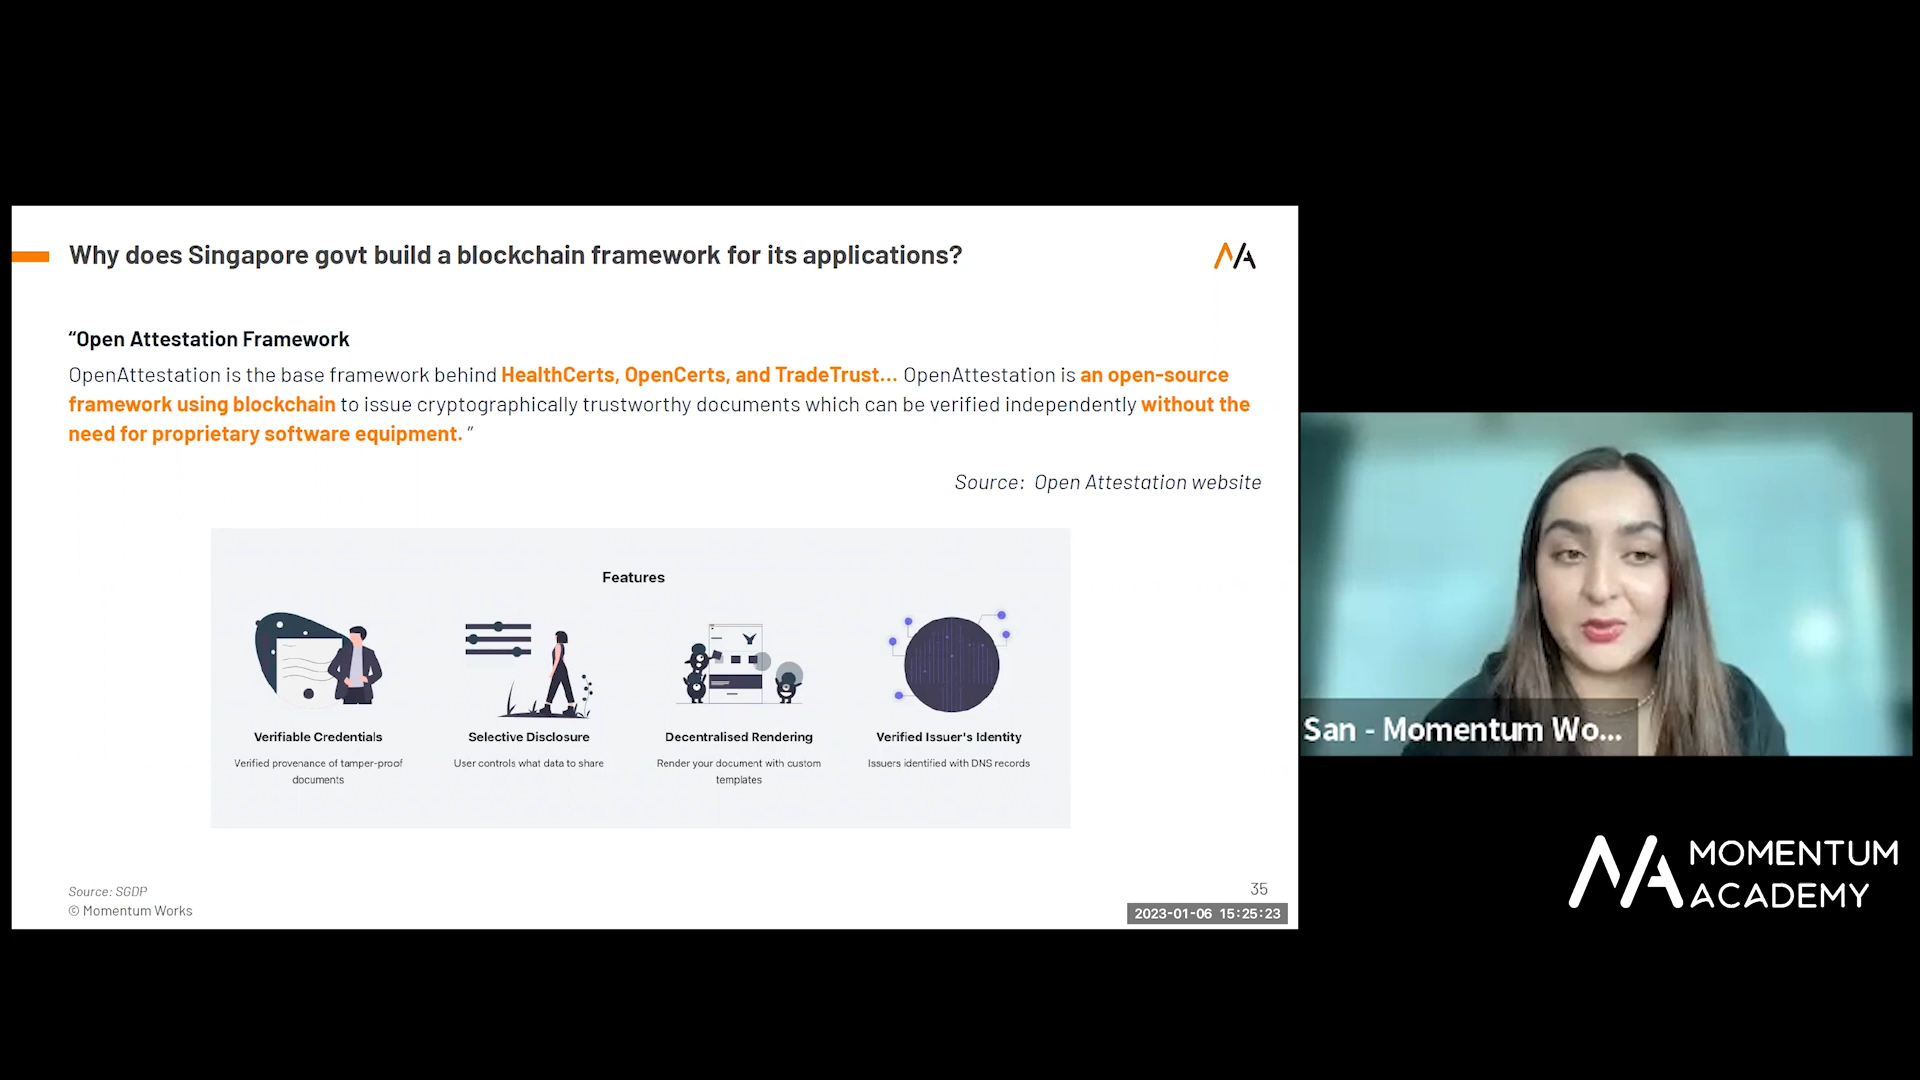 Why does Singapore govt build a blockchain framework for its applications?
“Open Attestation Framework
OpenAttestation is the base framework behind HealthCerts, OpenCerts, and TradeTrust... OpenAttestation is an open-source
framework using blockchain to issue cryptographically trustworthy documents which can be verified independently without the
need for proprietary software equipment. ”
Source: Open Attestation website
Features
Verifiable Credentials
Verified provenance of tamper-proof
documents
Selective Disclosure
User controls what data to share
Decentralised Rendering
Render your document with custom
templates
Verified Issuer's Identity
Issuers identified with DNS records
Source: SGDP
© Momentum Works
35
2023-01-06 15:25:23
San - Momentum Wo...
MOMENTUM
ACADEMY